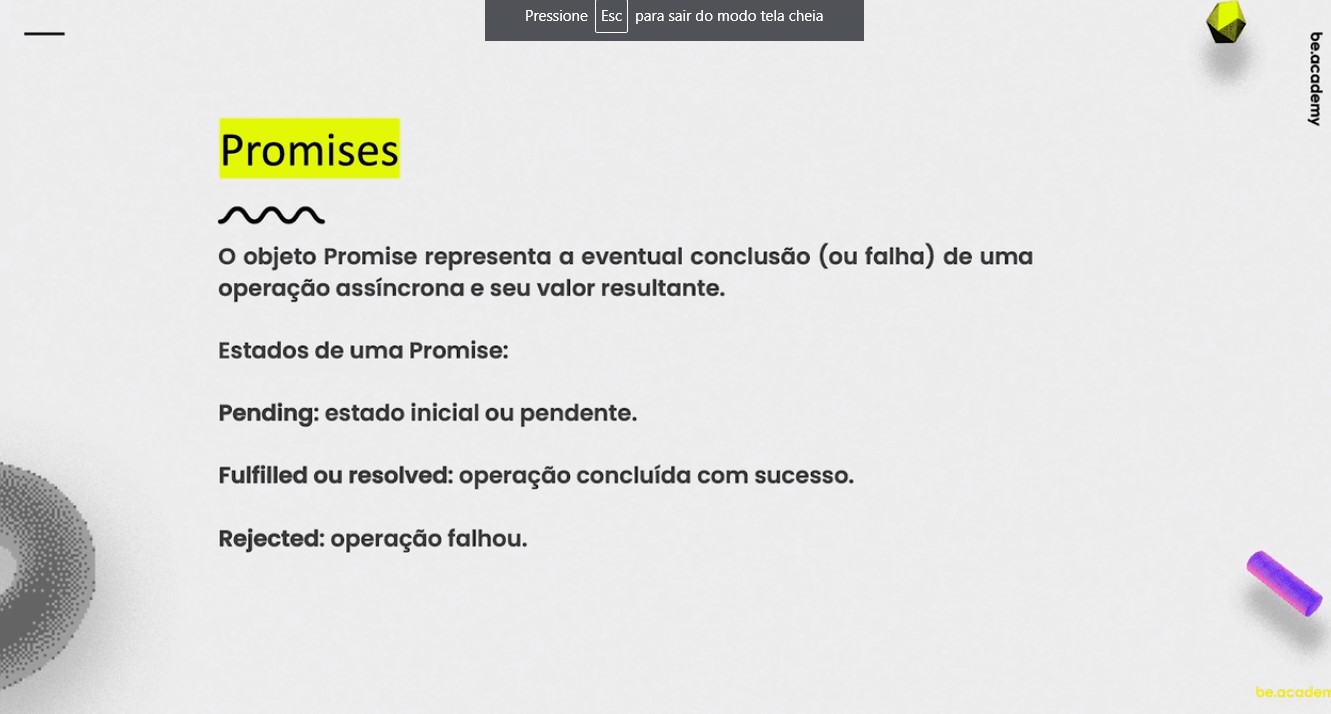 Pressione Esc para sair do modo tela cheia
be.academy
Promises
O objeto Promise representa a eventual conclusão (ou falha) de uma
operação assíncrona e seu valor resultante.
Estados de uma Promise:
Pending: estado inicial ou pendente.
Fulfilled ou resolved: operação concluída com sucesso.
Rejected: operação falhou.
be.academ